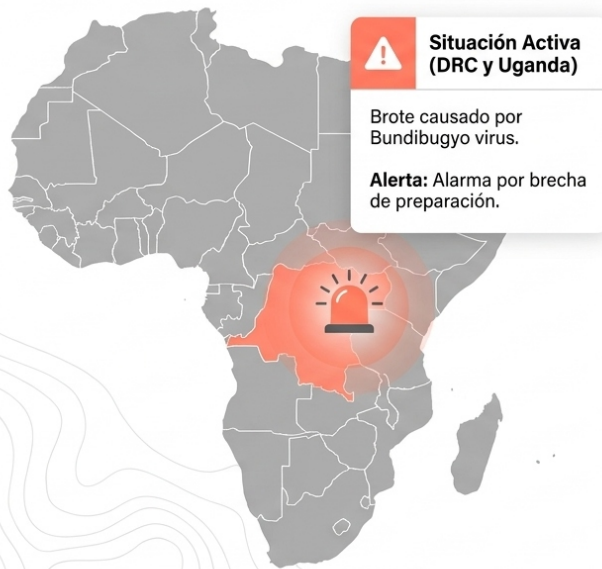 Situación Activa
(DRC y Uganda)
Brote causado por
Bundibugyo virus.
Alerta: Alarma por brecha
de preparación.